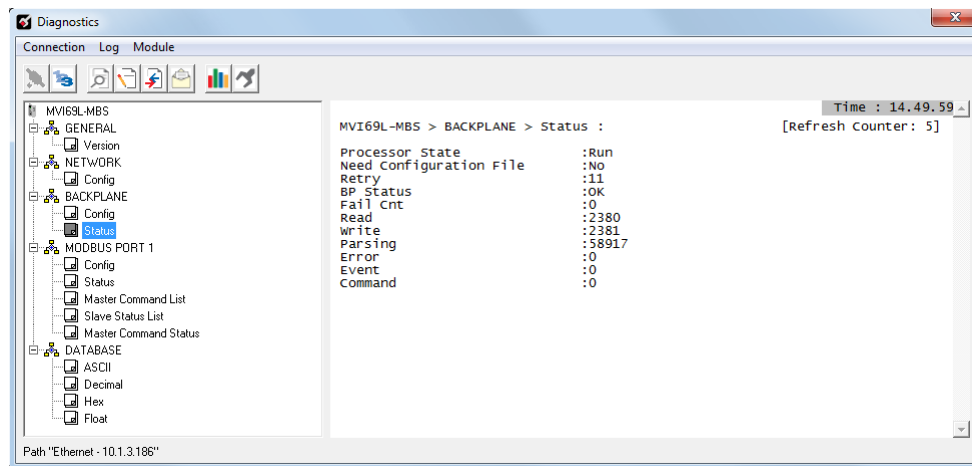 Diagnostics
Connection Log Module
MVI69L-MBS
GENERAL
Version
NETWORK
Config
BACKPLANE
Config
Status
MODBUS PORT 1
Config
Status
Master Command List
Slave Status List
Master Command Status
DATABASE
ASCII
Decimal
Hex
Float
Time : 14.49.59
MVI69L-MBS > BACKPLANE > Status : [Refresh Counter: 5]
Processor State :Run
Need Configuration File :No
Retry :11
BP Status :OK
Fail Cnt :0
Read :2380
Write :2381
Parsing :58917
Error :0
Event :0
Command :0
Path "Ethernet - 10.1.3.186"